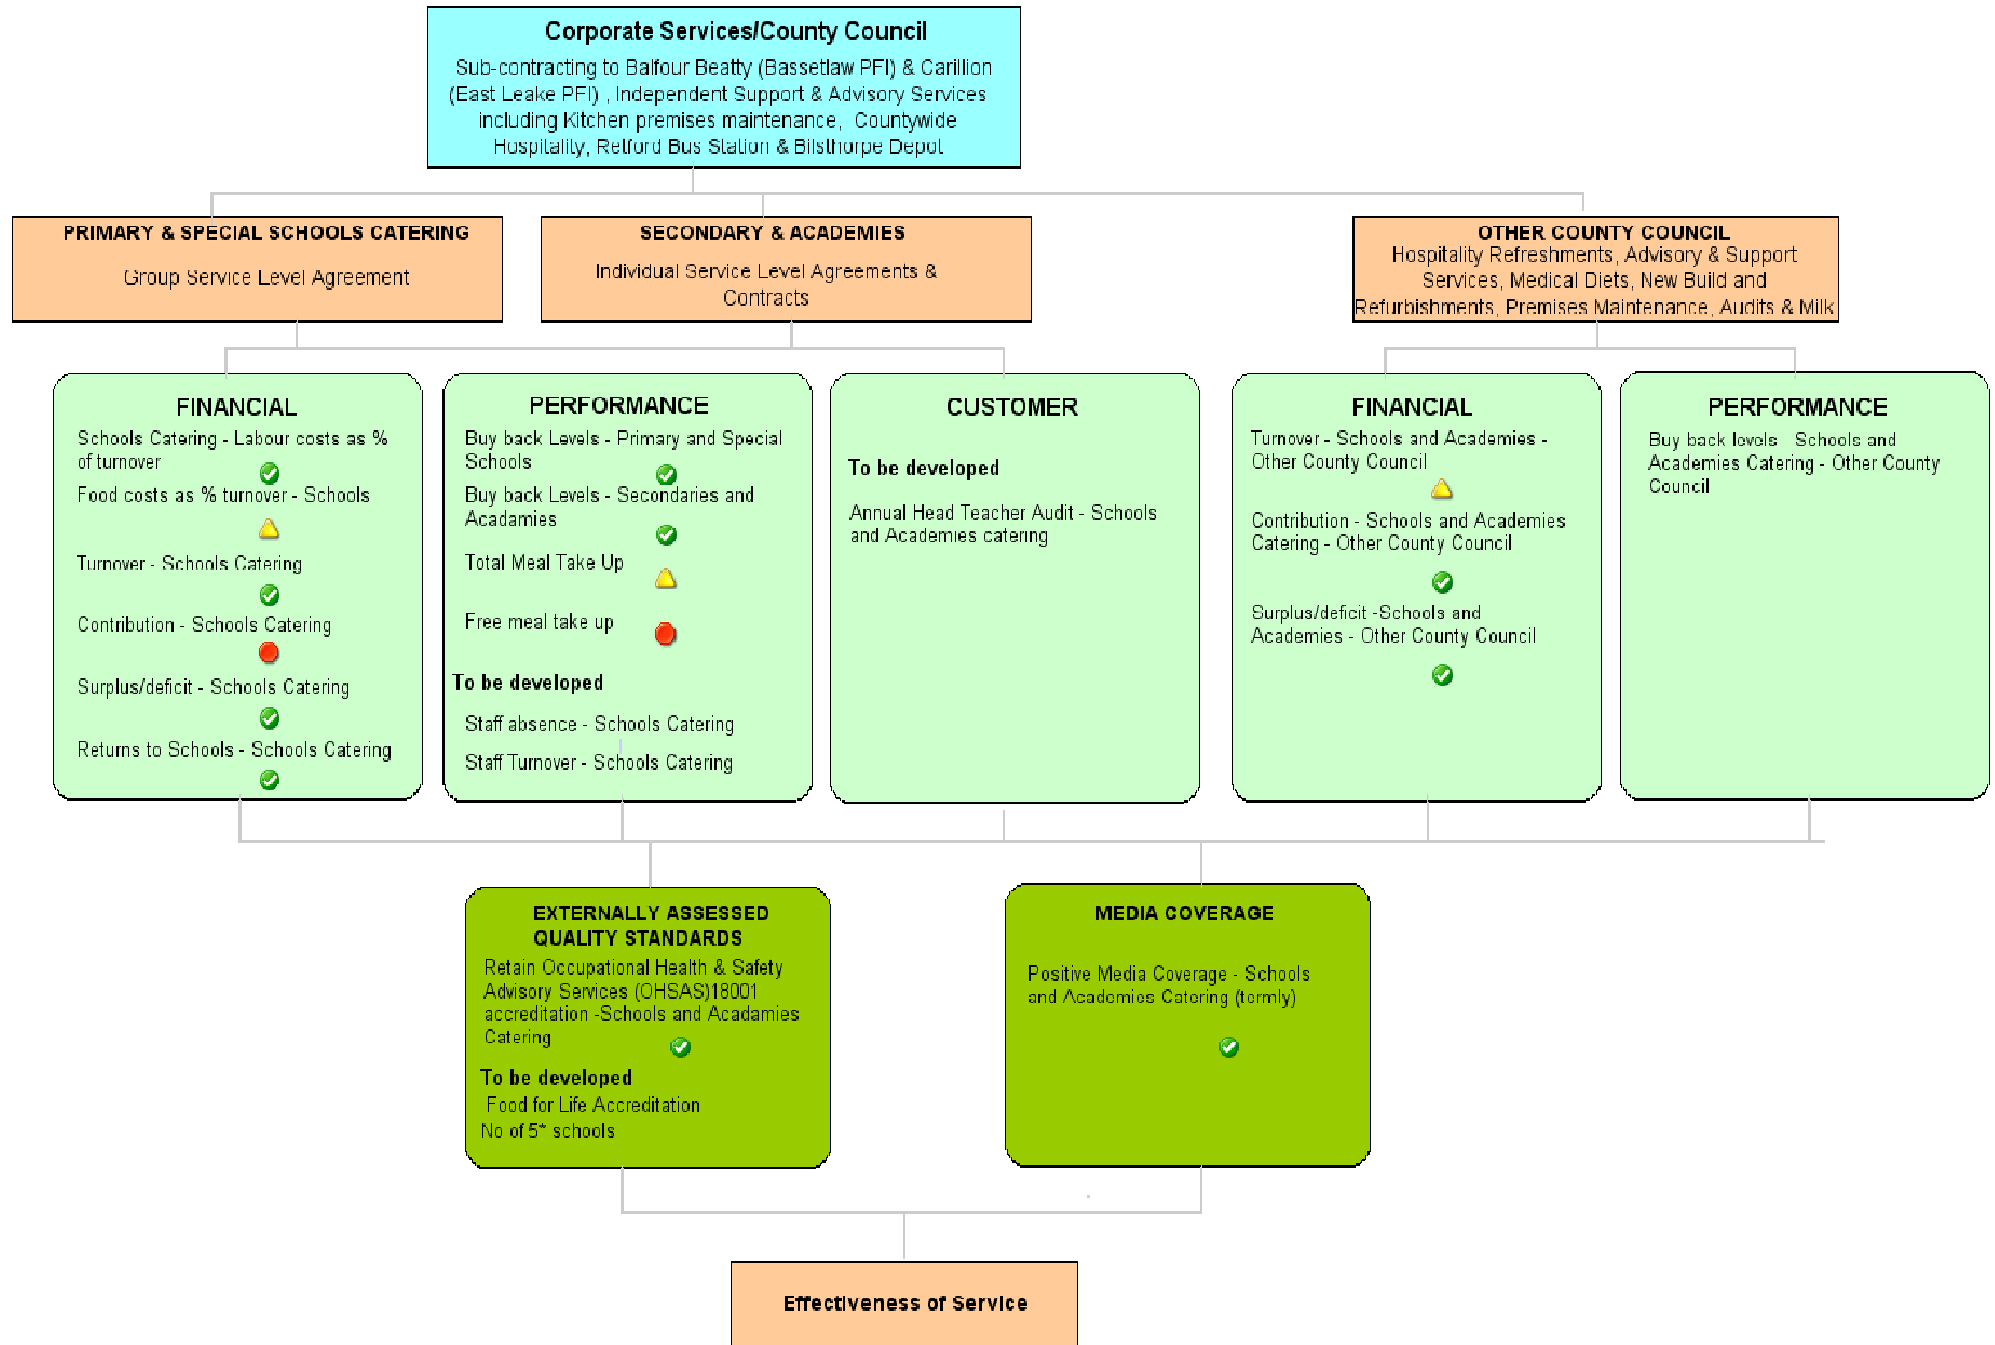 Corporate Services/County Council
Sub-contracting to Balfour Beatty (Bassetlaw PFI) & Carillion
(East Leake PFI) , Independent Support & Advisory Services
including Kitchen premises maintenance, Countywide
Hospitality, Retford Bus Station & Bilsthorpe Depot
PRIMARY & SPECIAL SCHOOLS CATERING
Group Service Level Agreement
SECONDARY & ACADEMIES
Individual Service Level Agreements &
Contracts
OTHER COUNTY COUNCIL
Hospitality Refreshments, Advisory & Support
Services, Medical Diets, New Build and
Refurbishments, Premises Maintenance, Audits & Milk
FINANCIAL
Schools Catering - Labour costs as %
of turnover
Food costs as % turnover - Schools
Turnover - Schools Catering
Contribution - Schools Catering
Surplus/deficit - Schools Catering
Returns to Schools - Schools Catering
PERFORMANCE
Buy back Levels - Primary and Special
Schools
Buy back Levels - Secondaries and
Acadamies
Total Meal Take Up
Free meal take up
To be developed
Staff absence - Schools Catering
Staff Turnover - Schools Catering
CUSTOMER
To be developed
Annual Head Teacher Audit - Schools
and Academies catering
FINANCIAL
Turnover - Schools and Academies -
Other County Council
Contribution - Schools and Academies
Catering - Other County Council
Surplus/deficit -Schools and
Academies - Other County Council
PERFORMANCE
Buy back levels - Schools and
Academies Catering - Other County
Council
EXTERNALLY ASSESSED
QUALITY STANDARDS
Retain Occupational Health & Safety
Advisory Services (OHSAS)18001
accreditation -Schools and Acadamies
Catering
To be developed
Food for Life Accreditation
No of 5* schools
MEDIA COVERAGE
Positive Media Coverage - Schools
and Academies Catering (termly)
Effectiveness of Service